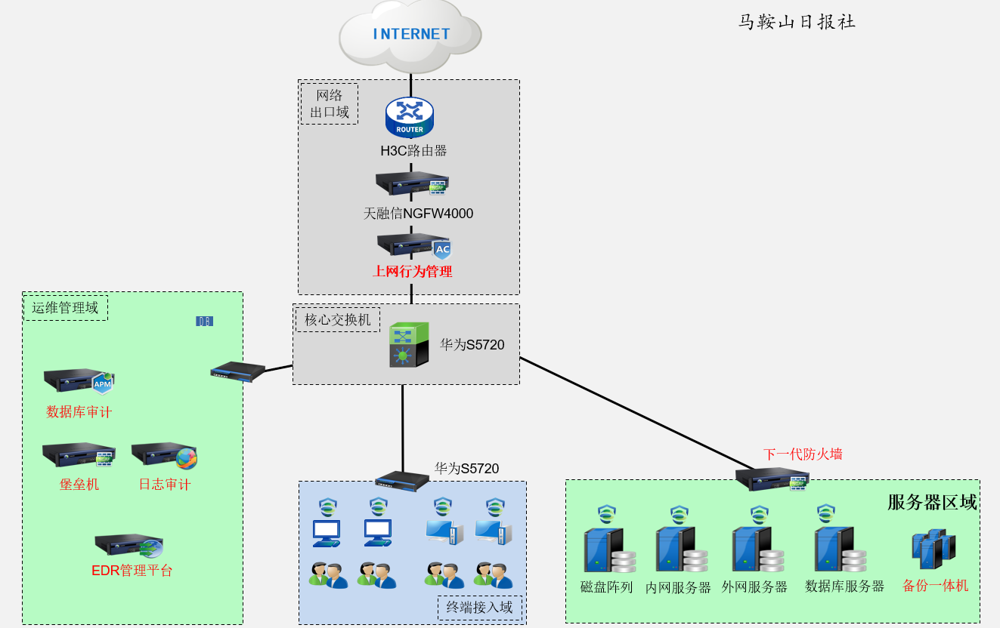 马鞍山日报社
INTERNET
网络
出口域
ROUTER
H3C路由器
NGAF
天融信NGFW4000
AC
上网行为管理
核心交换机
华为S5720
运维管理域
DB
APM
数据库审计
NGAF
堡垒机
日志审计
EDR管理平台
华为S5720
终端接入域
下一代防火墙
NGAF
服务器区域
磁盘阵列
内网服务器
外网服务器
数据库服务器
备份一体机